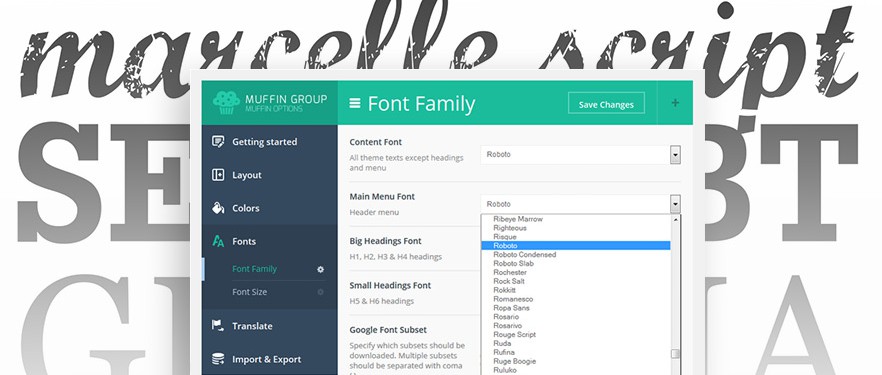 marcelle script
MUFFIN GROUP
MUFFIN OPTIONS
Font Family
Save Changes
+
Getting started
Layout
Colors
Fonts
Font Family
Font Size
Translate
Import & Export
Content Font
All theme texts except headings
and menu
Roboto
Main Menu Font
Header menu
Roboto
Big Headings Font
H1, H2, H3 & H4 headings
Small Headings Font
H5 & H6 headings
Google Font Subset
Specify which subsets should be
downloaded. Multiple subsets
should be separated with coma
Ribeye Marrow
Righteous
Risque
Roboto
Roboto Condensed
Roboto Slab
Rochester
Rock Salt
Rokkitt
Romanesco
Ropa Sans
Rosario
Rosarivo
Rouge Script
Ruda
Rufina
Ruge Boogie
Ruluko